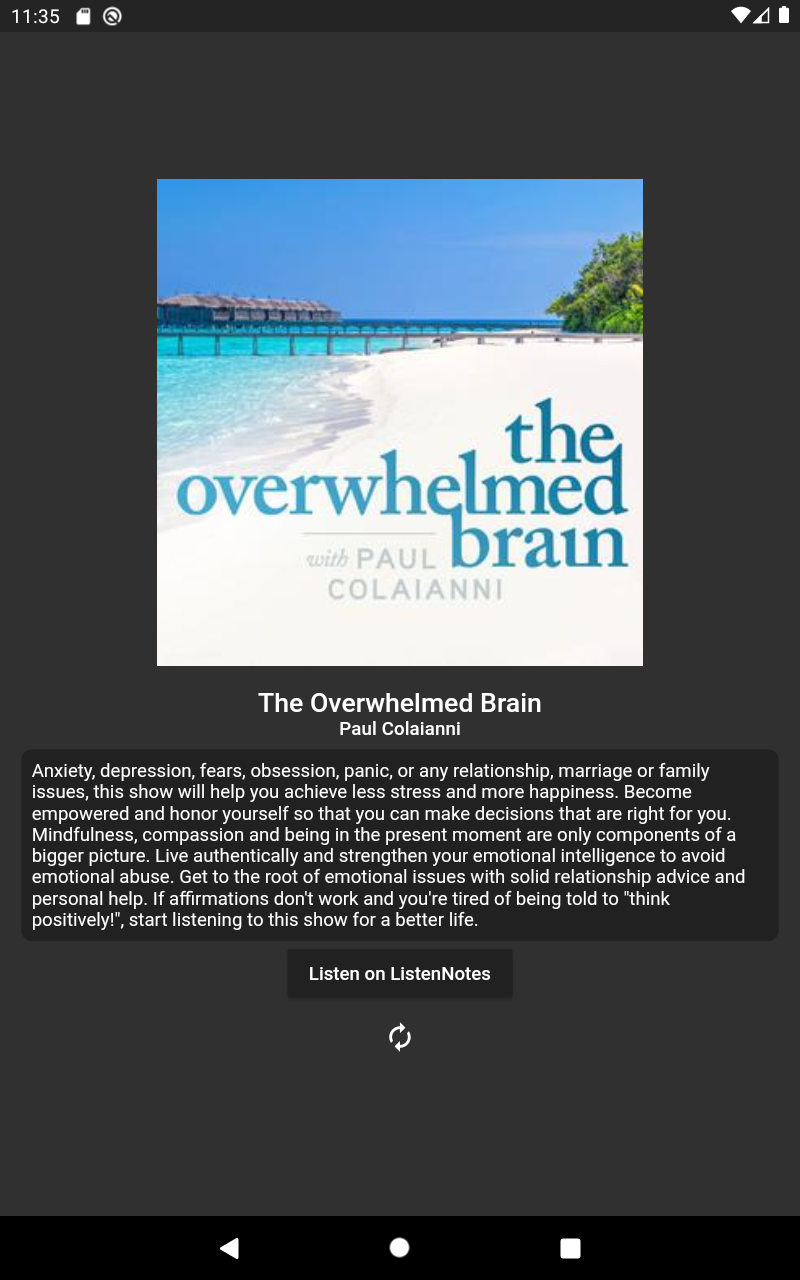 11:35
the
overwhelmed
brain
with PAUL
COLAIANNI
The Overwhelmed Brain
Paul Colaianni
Anxiety, depression, fears, obsession, panic, or any relationship, marriage or family
issues, this show will help you achieve less stress and more happiness. Become
empowered and honor yourself so that you can make decisions that are right for you.
Mindfulness, compassion and being in the present moment are only components of a
bigger picture. Live authentically and strengthen your emotional intelligence to avoid
emotional abuse. Get to the root of emotional issues with solid relationship advice and
personal help. If affirmations don't work and you're tired of being told to "think
positively!", start listening to this show for a better life.
Listen on ListenNotes